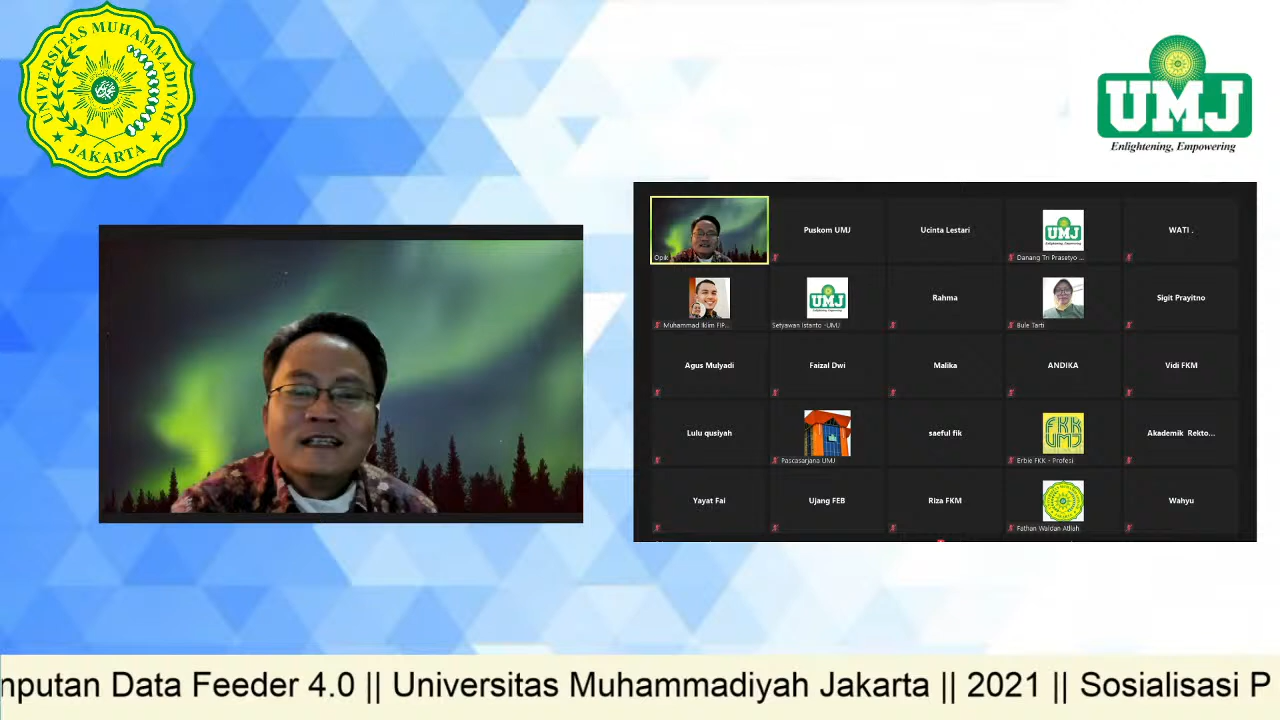 UNIVERSITAS MUHAMMADIYAH
JAKARTA
UMJ
Enlightening, Empowering
Opik
Puskom UMJ
Ucinta Lestari
UMJ
Danang Tri Prasetyo ...
WATI .
Muhammad Iklim FIP...
UMJ
Setyawan Istanto -UMJ
Rahma
Bule Tarti
Sigit Prayitno
Agus Mulyadi
Faizal Dwi
Malika
ANDIKA
Vidi FKM
Lulu qusiyah
Pascasarjana UMJ
saeful fik
FKK
UMJ
Erbie FKK - Profesi
Akademik Rekto...
Yayat Fai
Ujang FEB
Riza FKM
Fathan Waldan Atllah
Wahyu
nputan Data Feeder 4.0 || Universitas Muhammadiyah Jakarta || 2021 || Sosialisasi P